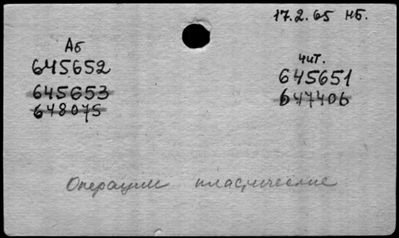 17.2.65 нб.
Аб
645652
645653
648075
чит.
645651
647406
Операции пластические